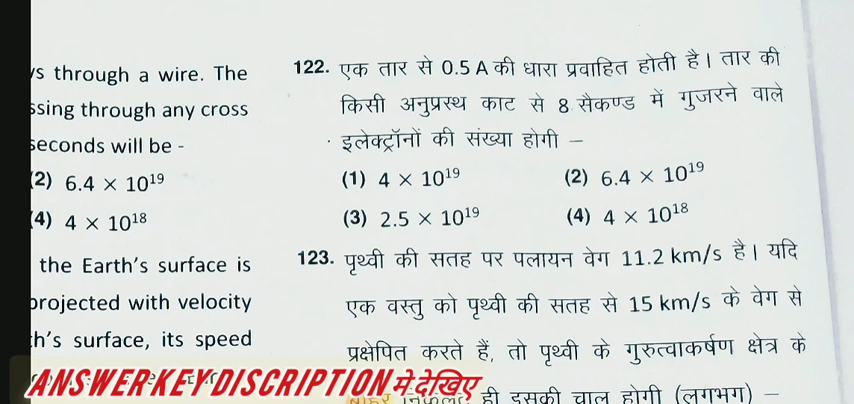 s through a wire. The
ssing through any cross
seconds will be -
(2) 6.4 × 10¹⁹
(4) 4 × 10¹⁸
the Earth's surface is
projected with velocity
h's surface, its speed
122. एक तार से 0.5 A की धारा प्रवाहित होती है। तार की
किसी अनुप्रस्थ काट से 8 सैकण्ड में गुजरने वाले
इलेक्ट्रॉनों की संख्या होगी –
(1) 4 × 10¹⁹ (2) 6.4 × 10¹⁹
(3) 2.5 × 10¹⁹ (4) 4 × 10¹⁸
123. पृथ्वी की सतह पर पलायन वेग 11.2 km/s है। यदि
एक वस्तु को पृथ्वी की सतह से 15 km/s के वेग से
प्रक्षेपित करते हैं, तो पृथ्वी के गुरुत्वाकर्षण क्षेत्र के
बाहर निकलते ही इसकी चाल होगी (लगभग) –
ANSWER KEY DISCRIPTION में देखिए